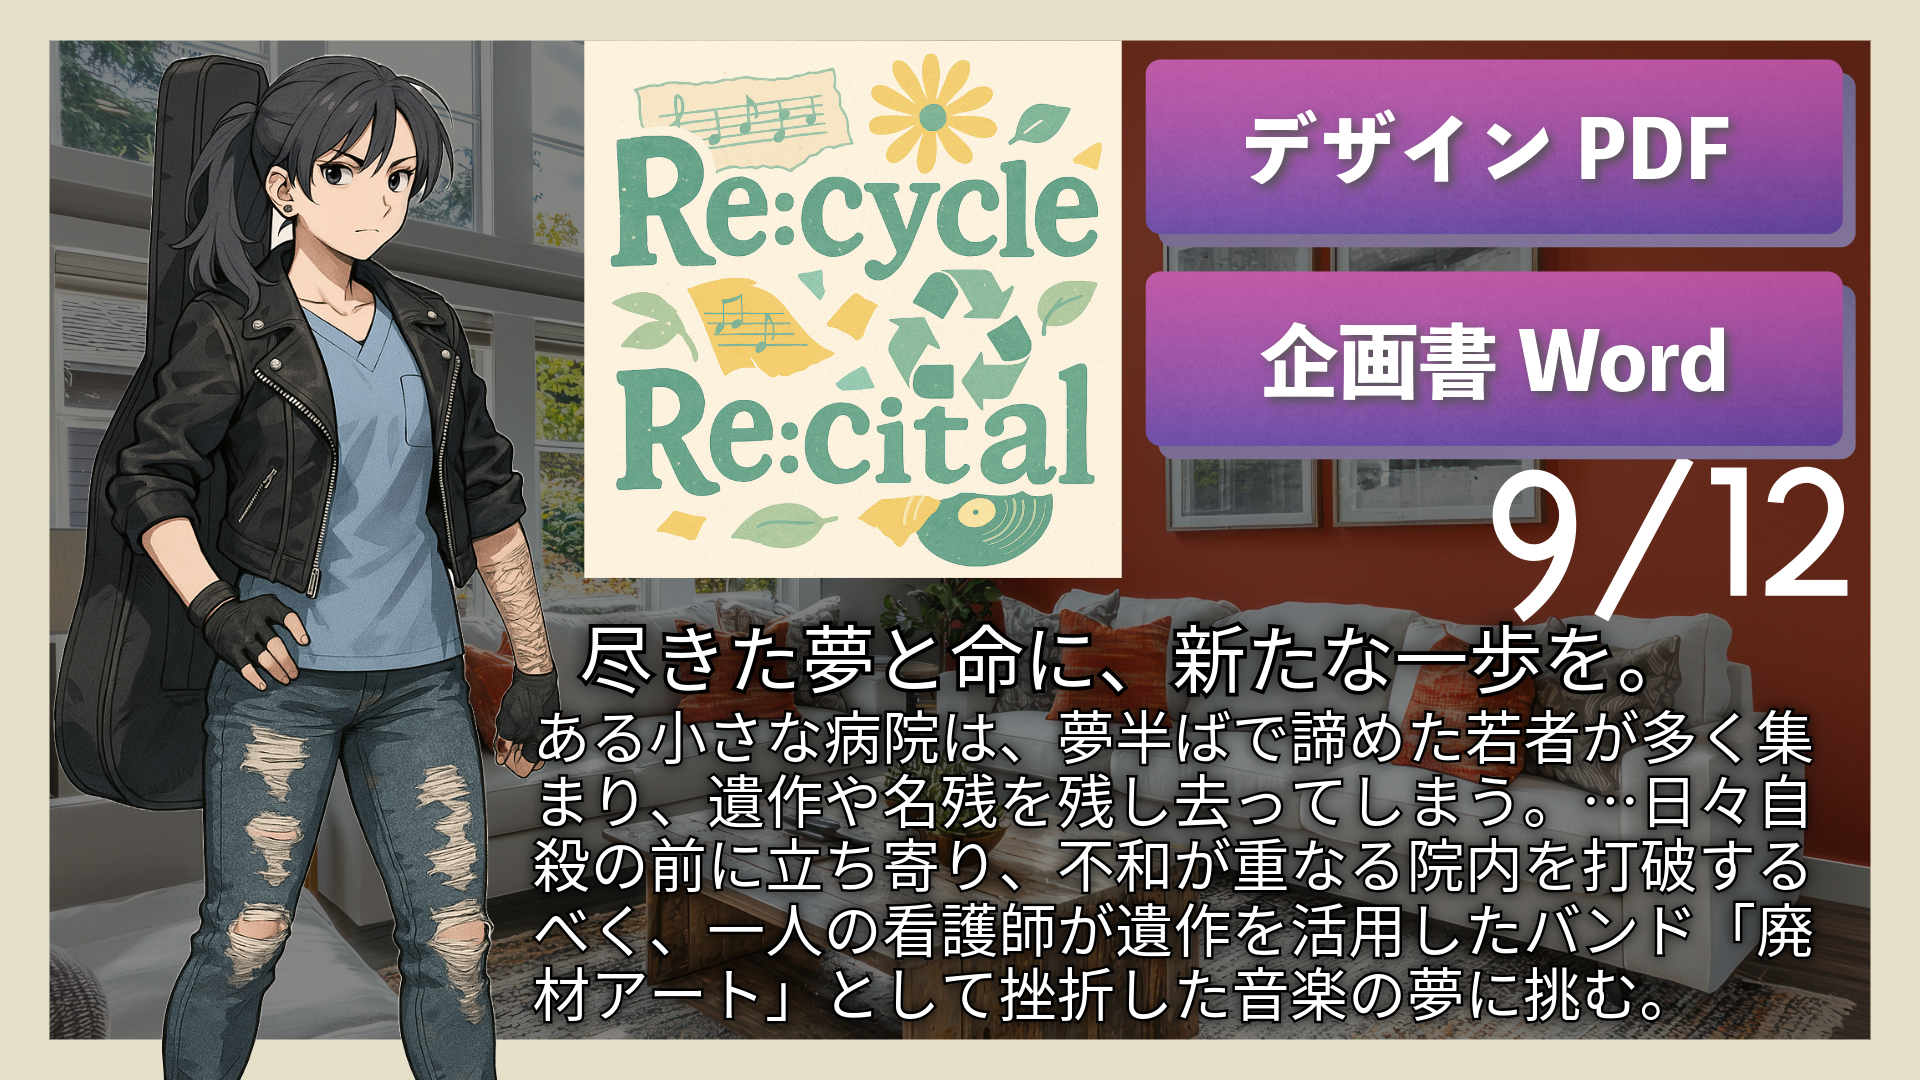 Re:cycle
Re:cital
デザイン PDF
企画書 Word
9/12
尽きた夢と命に、新たな一歩を。
ある小さな病院は、夢半ばで諦めた若者が多く集
まり、遺作や名残を残し去ってしまう。…日々自
殺の前に立ち寄り、不和が重なる院内を打破する
べく、一人の看護師が遺作を活用したバンド「廃
材アート」として挫折した音楽の夢に挑む。